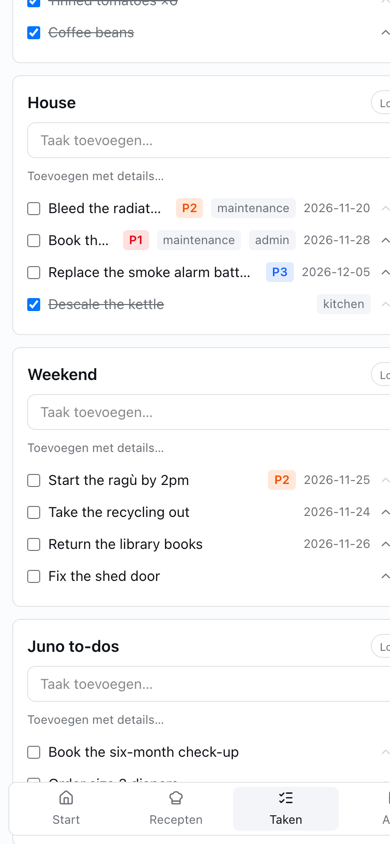 Coffee beans
House
Taak toevoegen...
Toevoegen met details...
Bleed the radiat... P2 maintenance 2026-11-20
Book th... P1 maintenance admin 2026-11-28
Replace the smoke alarm batt... P3 2026-12-05
Descale the kettle kitchen
Weekend
Taak toevoegen...
Toevoegen met details...
Start the ragù by 2pm P2 2026-11-25
Take the recycling out 2026-11-24
Return the library books 2026-11-26
Fix the shed door
Juno to-dos
Taak toevoegen...
Toevoegen met details...
Book the six-month check-up
Start Recepten Taken